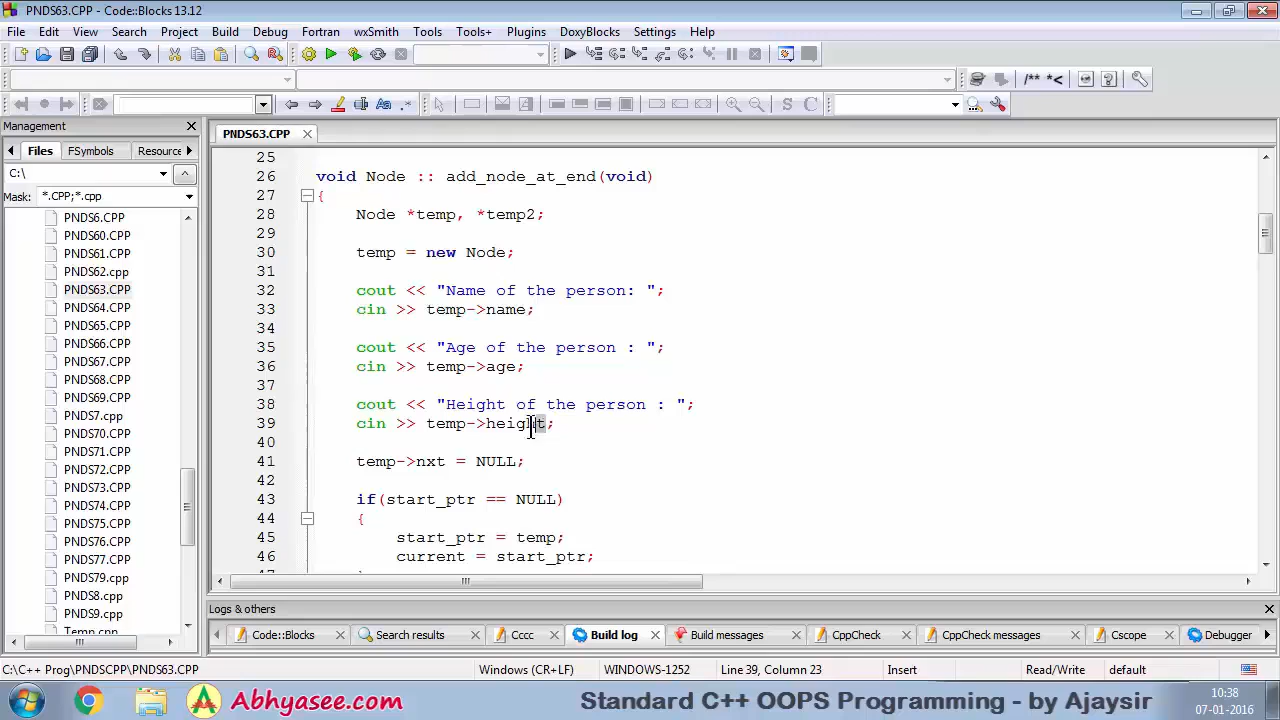 PNDS63.CPP - Code::Blocks 13.12
File Edit View Search Project Build Debug Fortran wxSmith Tools Tools+ Plugins DoxyBlocks Settings Help
/** *<
Management
PNDS63.CPP
Files FSymbols Resource
C:\
Mask: *.CPP;*.cpp
PNDS6.CPP
PNDS60.CPP
PNDS61.CPP
PNDS62.cpp
PNDS63.CPP
PNDS64.CPP
PNDS65.CPP
PNDS66.CPP
PNDS67.CPP
PNDS68.CPP
PNDS69.CPP
PNDS7.cpp
PNDS70.CPP
PNDS71.CPP
PNDS72.CPP
PNDS73.CPP
PNDS74.CPP
PNDS75.CPP
PNDS76.CPP
PNDS77.CPP
PNDS79.cpp
PNDS8.cpp
PNDS9.cpp
Temp.cpp
25
26 void Node :: add_node_at_end(void)
27 {
28 Node *temp, *temp2;
29
30 temp = new Node;
31
32 cout << "Name of the person: ";
33 cin >> temp->name;
34
35 cout << "Age of the person : ";
36 cin >> temp->age;
37
38 cout << "Height of the person : ";
39 cin >> temp->height;
40
41 temp->nxt = NULL;
42
43 if(start_ptr == NULL)
44 {
45 start_ptr = temp;
46 current = start_ptr;
47
Logs & others
Code::Blocks Search results Cccc Build log Build messages CppCheck CppCheck messages Cscope Debugger
C:\C++ Prog\PNDSCPP\PNDS63.CPP Windows (CR+LF) WINDOWS-1252 Line 39, Column 23 Insert Read/Write default
Abhyasee.com Standard C++ OOPS Programming - by Ajaysir
10:38
07-01-2016